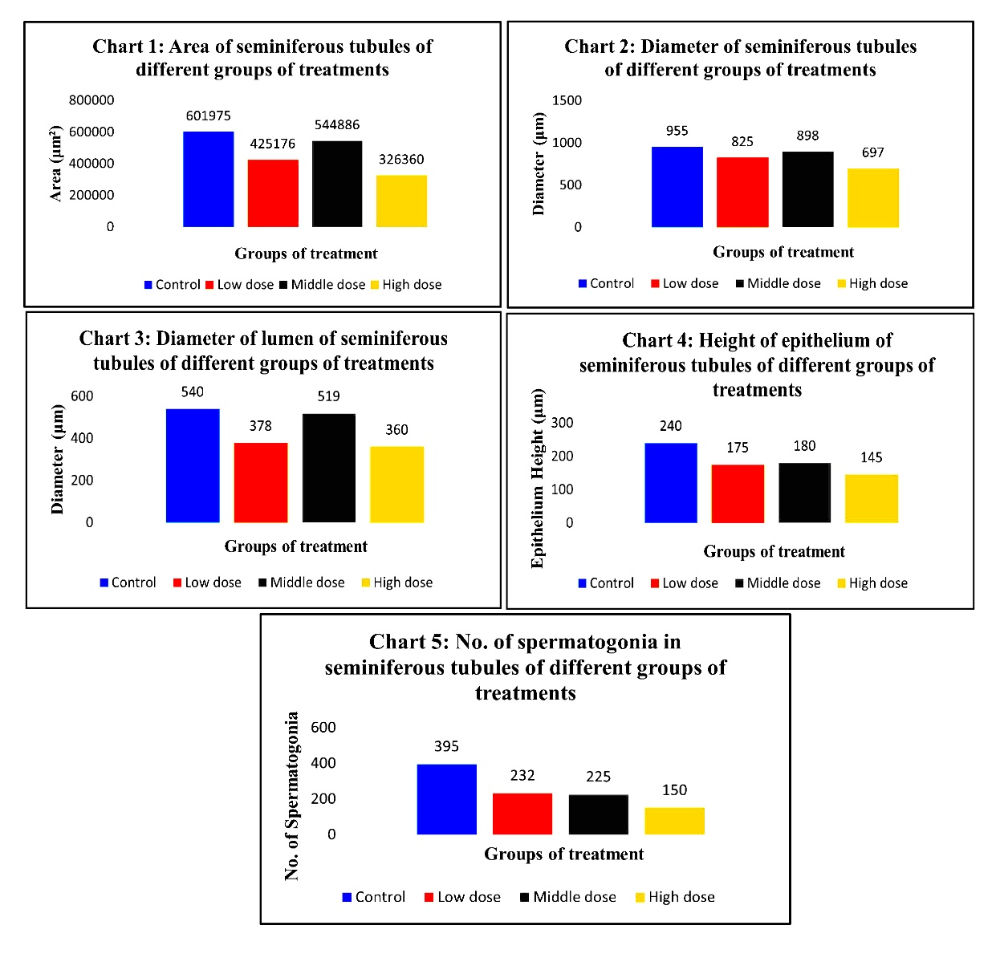 Chart 1: Area of seminiferous tubules of
different groups of treatments
Area (µm²)
800000
600000
400000
200000
0
601975
425176
544886
326360
Groups of treatment
Control Low dose Middle dose High dose
Chart 2: Diameter of seminiferous tubules
of different groups of treatments
Diameter (µm)
1500
1000
500
0
955
825
898
697
Groups of treatment
Control Low dose Middle dose High dose
Chart 3: Diameter of lumen of seminiferous
tubules of different groups of treatments
Diameter (µm)
600
400
200
0
540
378
519
360
Groups of treatment
Control Low dose Middle dose High dose
Chart 4: Height of epithelium of
seminiferous tubules of different groups of
treatments
Epithelium Height (µm)
300
200
100
0
240
175
180
145
Groups of treatment
Control Low dose Middle dose High dose
Chart 5: No. of spermatogonia in
seminiferous tubules of different groups of
treatments
No. of Spermatogonia
600
400
200
0
395
232
225
150
Groups of treatment
Control Low dose Middle dose High dose